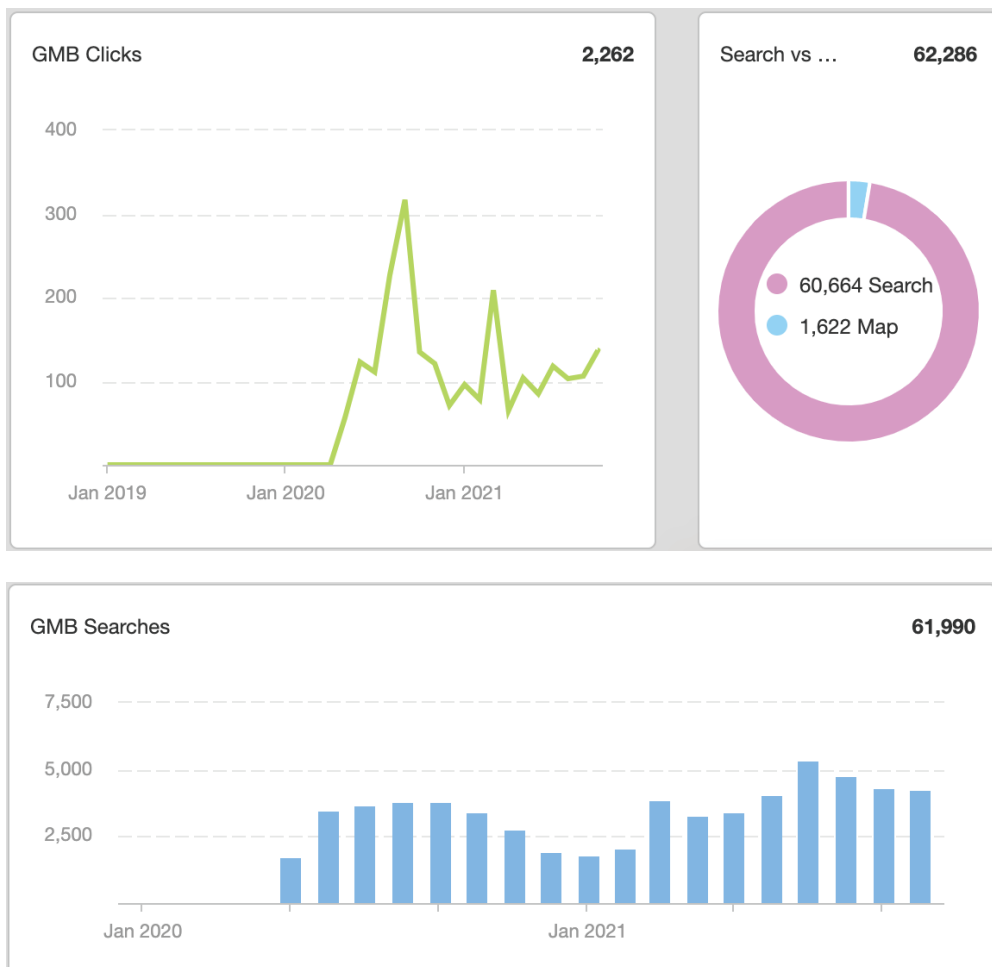 GMB Clicks 2,262
400
300
200
100
Jan 2019 Jan 2020 Jan 2021
Search vs ... 62,286
60,664 Search
1,622 Map
GMB Searches 61,990
7,500
5,000
2,500
Jan 2020 Jan 2021